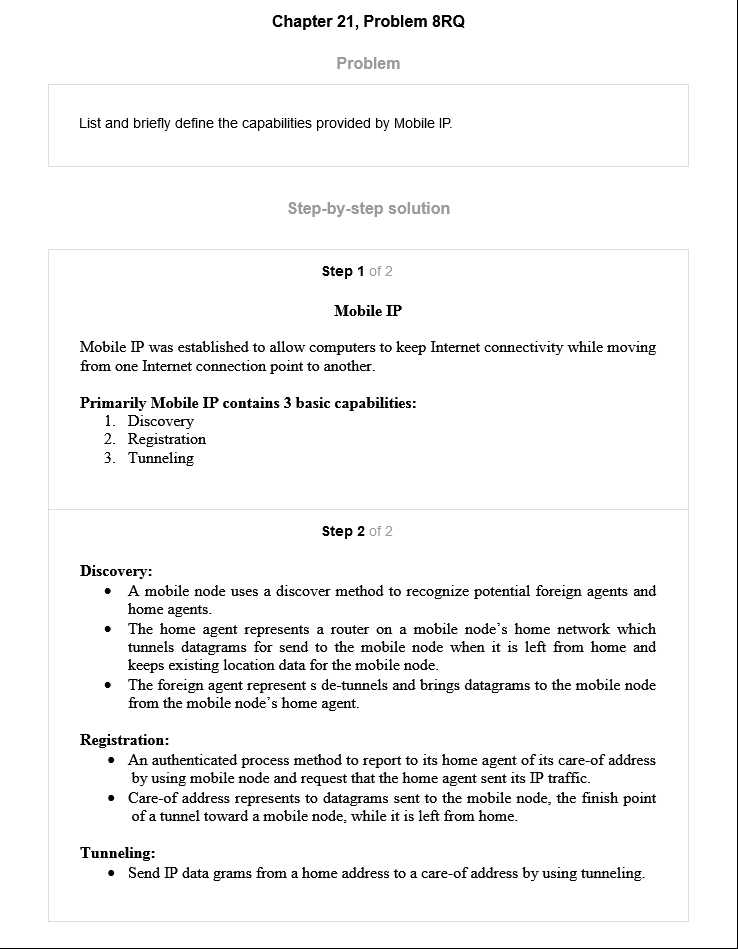 Chapter 21, Problem 8RQ
Problem
List and briefly define the capabilities provided by Mobile IP.
Step-by-step solution
Step 1 of 2
Mobile IP
Mobile IP was established to allow computers to keep Internet connectivity while moving
from one Internet connection point to another.
Primarily Mobile IP contains 3 basic capabilities:
1. Discovery
2. Registration
3. Tunneling
Step 2 of 2
Discovery:
• A mobile node uses a discover method to recognize potential foreign agents and
home agents.
• The home agent represents a router on a mobile node's home network which
tunnels datagrams for send to the mobile node when it is left from home and
keeps existing location data for the mobile node.
• The foreign agent represent s de-tunnels and brings datagrams to the mobile node
from the mobile node's home agent.
Registration:
• An authenticated process method to report to its home agent of its care-of address
by using mobile node and request that the home agent sent its IP traffic.
• Care-of address represents to datagrams sent to the mobile node, the finish point
of a tunnel toward a mobile node, while it is left from home.
Tunneling:
• Send IP data grams from a home address to a care-of address by using tunneling.